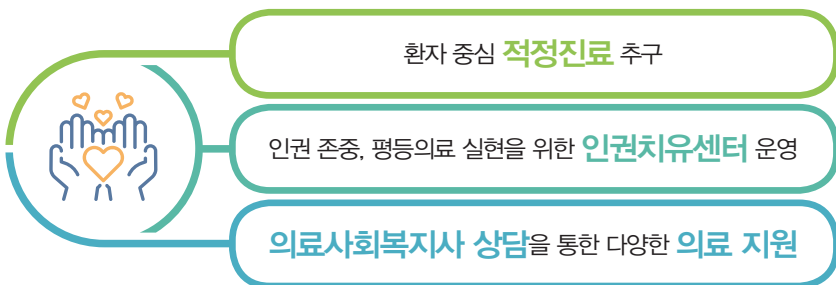 환자 중심 적정진료 추구
인권 존중, 평등의료 실현을 위한 인권치유센터 운영
의료사회복지사 상담을 통한 다양한 의료 지원